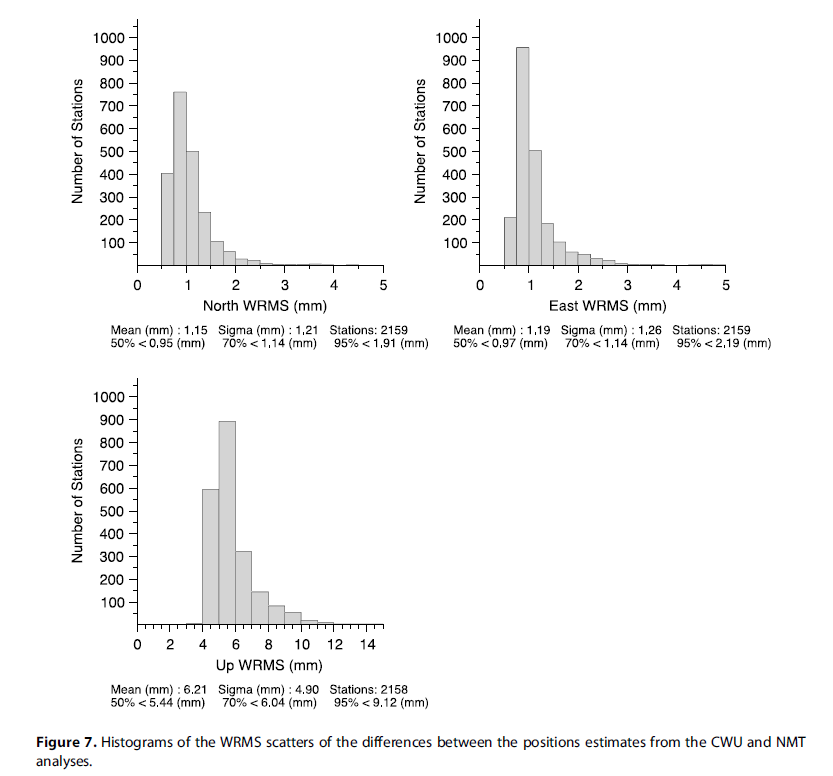 1000
900
800
700
600
500
400
300
200
100
Number of Stations
0 1 2 3 4 5
North WRMS (mm)
Mean (mm) : 1,15 Sigma (mm) : 1,21 Stations: 2159
50% < 0,95 (mm) 70% < 1,14 (mm) 95% < 1,91 (mm)
1000
900
800
700
600
500
400
300
200
100
Number of Stations
0 1 2 3 4 5
East WRMS (mm)
Mean (mm) : 1,19 Sigma (mm) : 1,26 Stations: 2159
50% < 0,97 (mm) 70% < 1,14 (mm) 95% < 2,19 (mm)
1000
900
800
700
600
500
400
300
200
100
Number of Stations
0 2 4 6 8 10 12 14
Up WRMS (mm)
Mean (mm) : 6.21 Sigma (mm) : 4.90 Stations: 2158
50% < 5.44 (mm) 70% < 6.04 (mm) 95% < 9.12 (mm)
Figure 7. Histograms of the WRMS scatters of the differences between the positions estimates from the CWU and NMT
analyses.